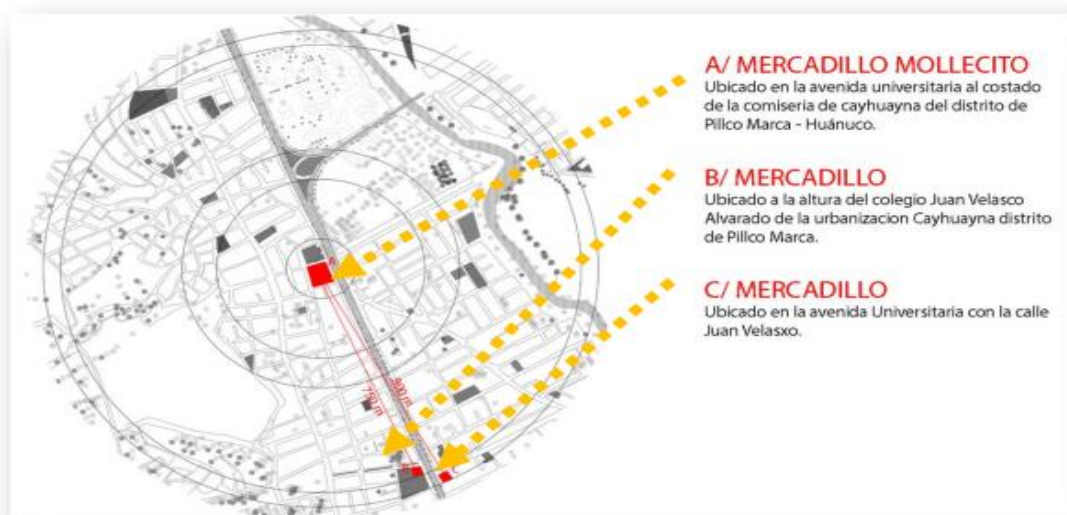 A/ MERCADILLO MOLLECITO
Ubicado en la avenida universitaria al costado
de la comiseria de cayhuayna del distrito de
Pillco Marca - Huánuco.
B/ MERCADILLO
Ubicado a la altura del colegio Juan Velasco
Alvarado de la urbanizacion Cayhuayna distrito
de Pillco Marca.
C/ MERCADILLO
Ubicado en la avenida Universitaria con la calle
Juan Velasxo.
800 m
750 m